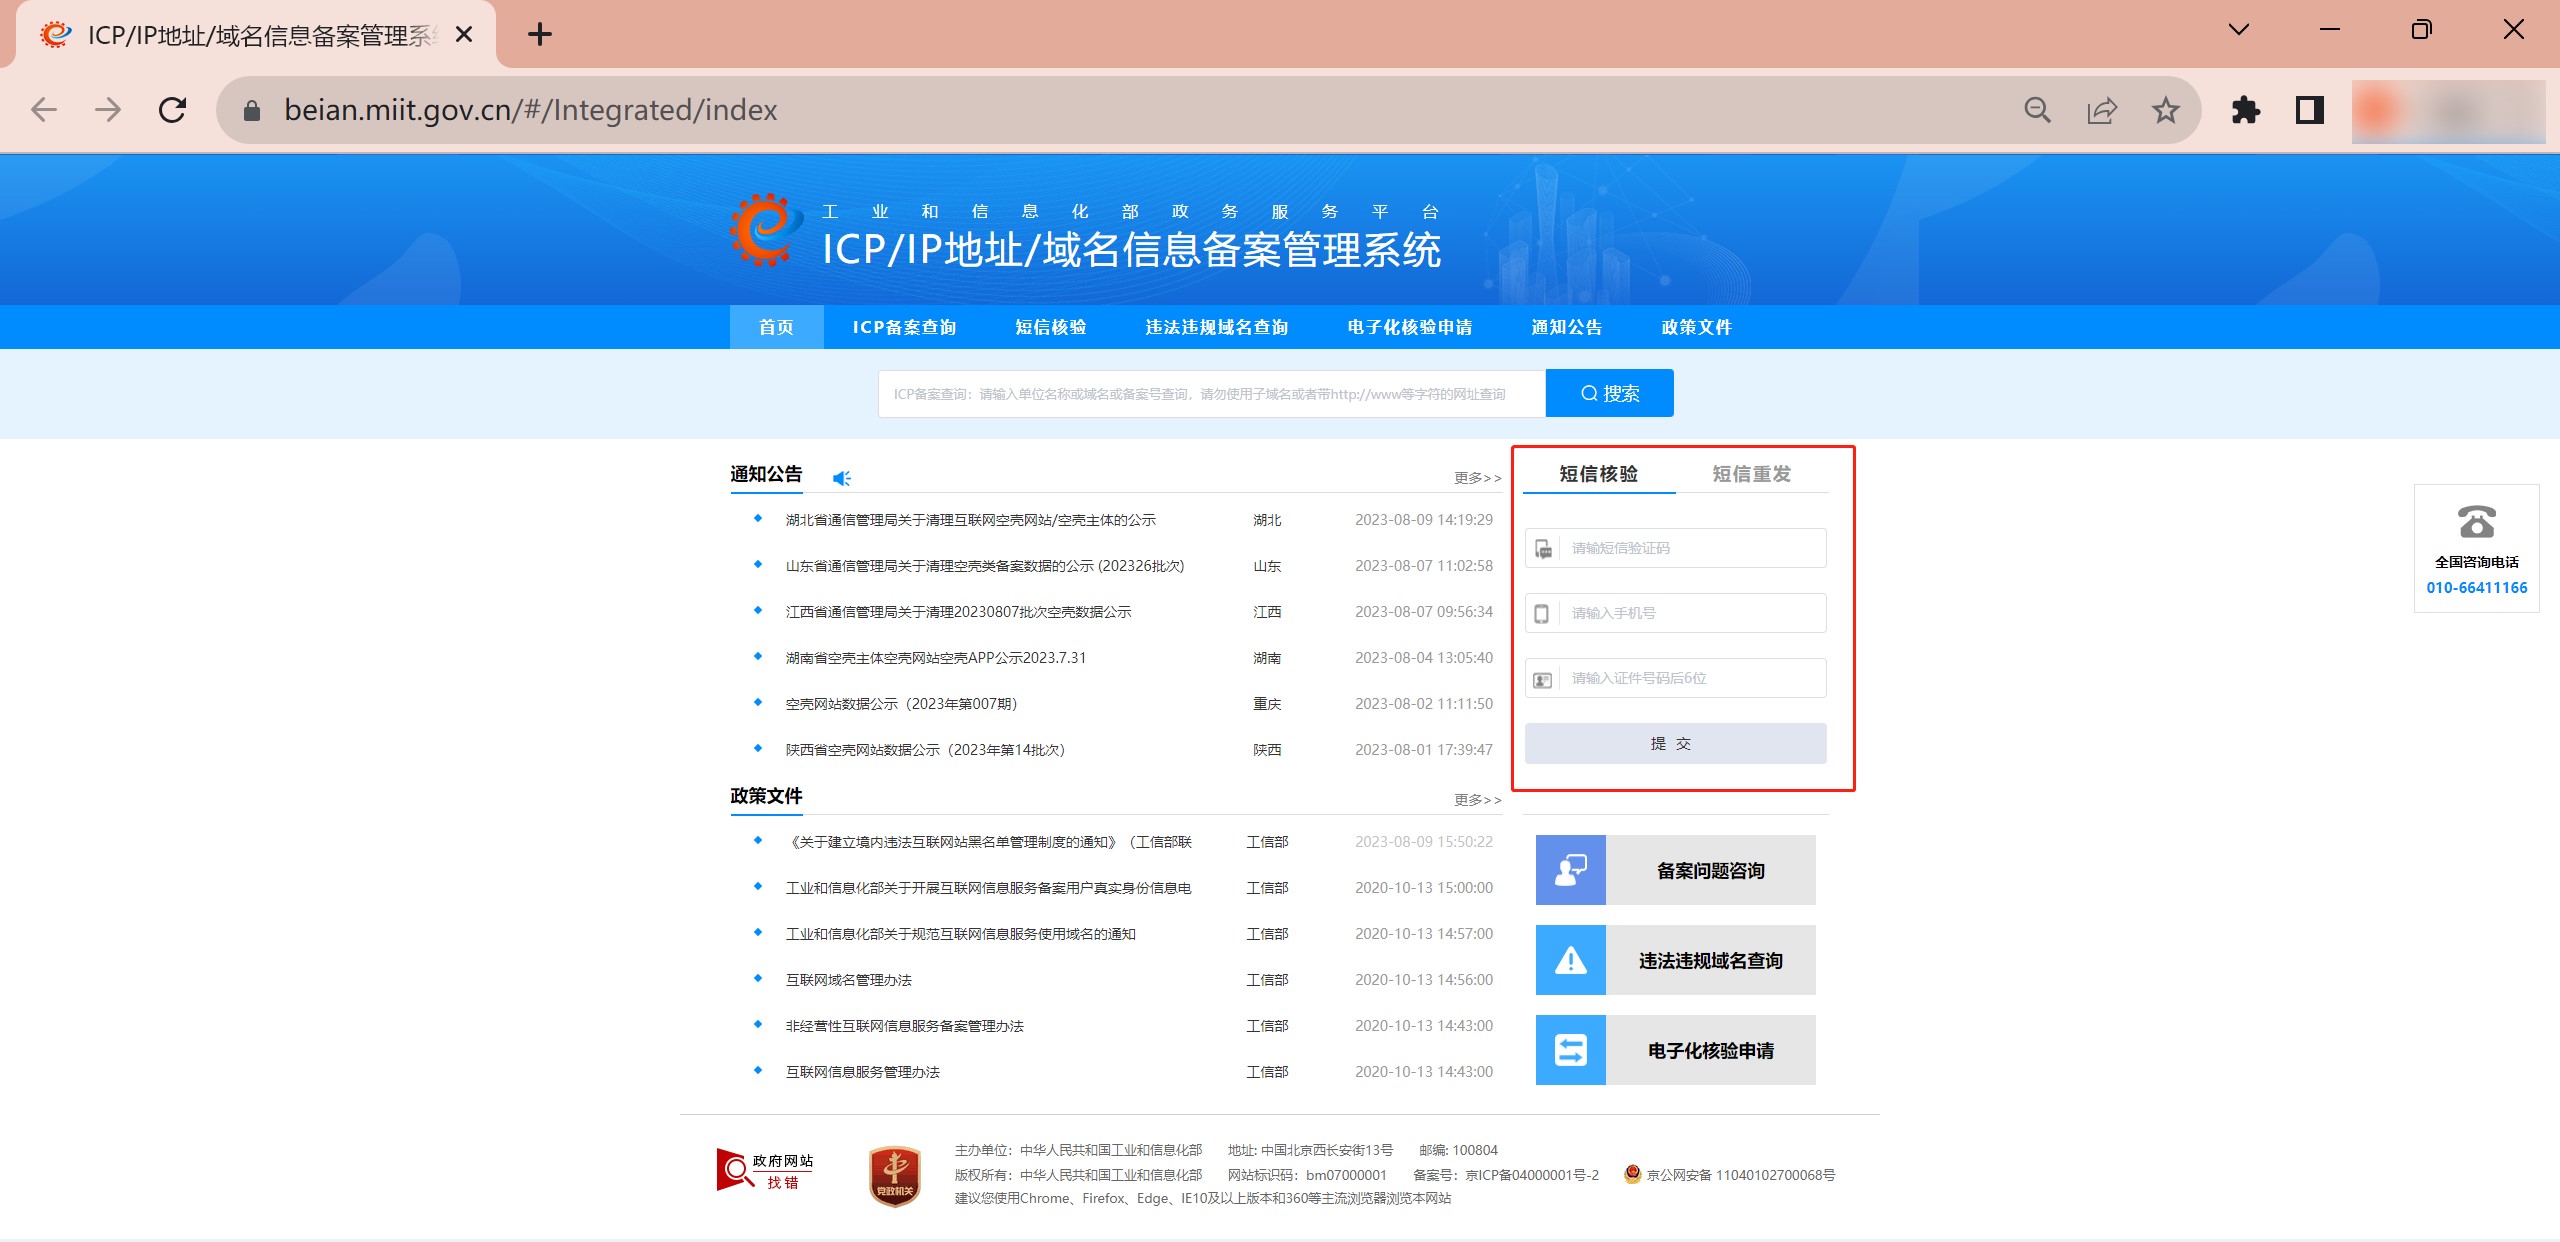 ICP/IP地址/域名信息备案管理系
beian.miit.gov.cn/#/Integrated/index
工业和信息化部政务服务平台
ICP/IP地址/域名信息备案管理系统
首页 ICP备案查询 短信核验 违法违规域名查询 电子化核验申请 通知公告 政策文件
ICP备案查询：请输入单位名称或域名或备案号查询，请勿使用子域名或者带http://www等字符的网址查询 搜索
通知公告 更多>>
湖北省通信管理局关于清理互联网空壳网站/空壳主体的公示 湖北 2023-08-09 14:19:29
山东省通信管理局关于清理空壳类备案数据的公示 (202326批次) 山东 2023-08-07 11:02:58
江西省通信管理局关于清理20230807批次空壳数据公示 江西 2023-08-07 09:56:34
湖南省空壳主体空壳网站空壳APP公示2023.7.31 湖南 2023-08-04 13:05:40
空壳网站数据公示（2023年第007期） 重庆 2023-08-02 11:11:50
陕西省空壳网站数据公示（2023年第14批次） 陕西 2023-08-01 17:39:47
短信核验 短信重发
请输短信验证码
请输入手机号
请输入证件号码后6位
提 交
全国咨询电话
010-66411166
政策文件 更多>>
《关于建立境内违法互联网站黑名单管理制度的通知》（工信部联 工信部 2023-08-09 15:50:22
工业和信息化部关于开展互联网信息服务备案用户真实身份信息电 工信部 2020-10-13 15:00:00
工业和信息化部关于规范互联网信息服务使用域名的通知 工信部 2020-10-13 14:57:00
互联网域名管理办法 工信部 2020-10-13 14:56:00
非经营性互联网信息服务备案管理办法 工信部 2020-10-13 14:43:00
互联网信息服务管理办法 工信部 2020-10-13 14:43:00
备案问题咨询
违法违规域名查询
电子化核验申请
政府网站
找错
党政机关
主办单位：中华人民共和国工业和信息化部 地址: 中国北京西长安街13号 邮编: 100804
版权所有：中华人民共和国工业和信息化部 网站标识码：bm07000001 备案号：京ICP备04000001号-2 京公网安备 11040102700068号
建议您使用Chrome、Firefox、Edge、IE10及以上版本和360等主流浏览器浏览本网站